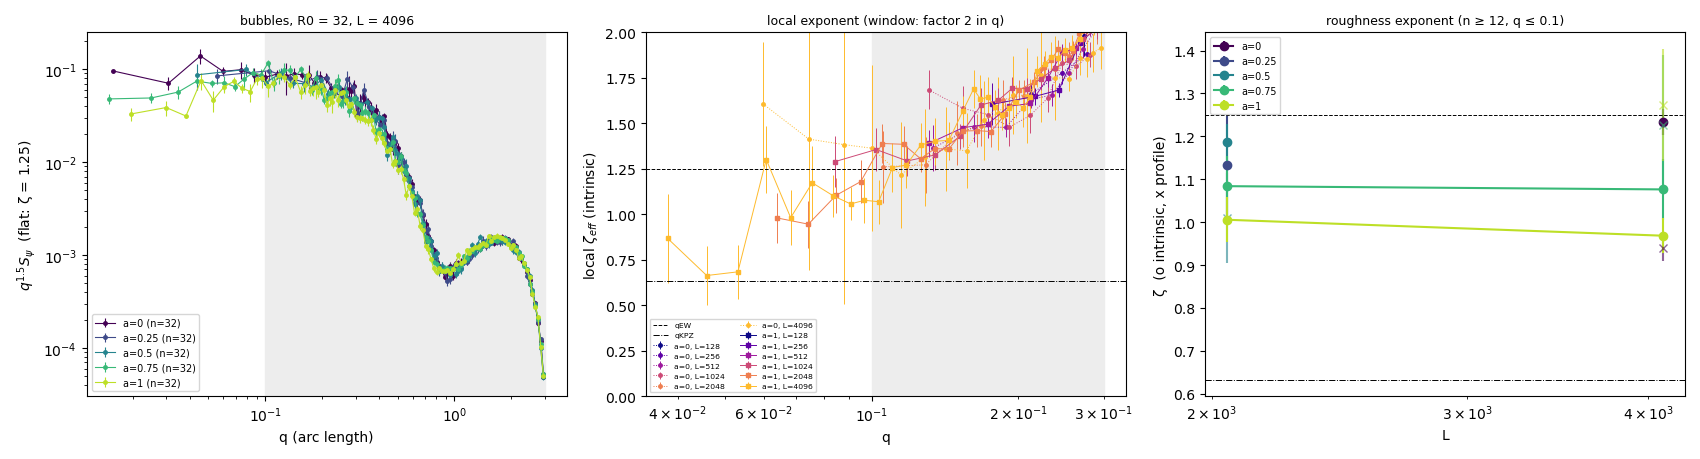 bubbles, R0 = 32, L = 4096
q^{1.5} S_ψ (flat: ζ = 1.25)
10^{-1}
10^{-2}
10^{-3}
10^{-4}
a=0 (n=32)
a=0.25 (n=32)
a=0.5 (n=32)
a=0.75 (n=32)
a=1 (n=32)
10^{-1}
10^{0}
q (arc length)
local exponent (window: factor 2 in q)
local ζ_{eff} (intrinsic)
2.00
1.75
1.50
1.25
1.00
0.75
0.50
0.25
0.00
qEW
qKPZ
a=0, L=128
a=0, L=256
a=0, L=512
a=0, L=1024
a=0, L=2048
a=0, L=4096
a=1, L=128
a=1, L=256
a=1, L=512
a=1, L=1024
a=1, L=2048
a=1, L=4096
4 × 10^{-2}
6 × 10^{-2}
10^{-1}
2 × 10^{-1}
3 × 10^{-1}
q
roughness exponent (n ≥ 12, q ≤ 0.1)
ζ (o intrinsic, x profile)
1.4
1.3
1.2
1.1
1.0
0.9
0.8
0.7
0.6
a=0
a=0.25
a=0.5
a=0.75
a=1
2 × 10^{3}
3 × 10^{3}
4 × 10^{3}
L